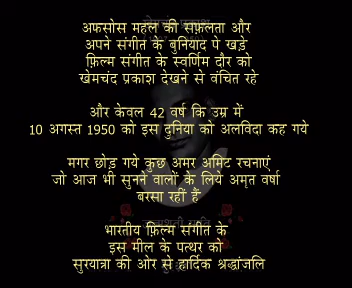 अफसोस महल की सफ़लता और
अपने संगीत के बुनियाद पे खड़े
फ़िल्म संगीत के स्वर्णिम दौर को
खेमचंद प्रकाश देखने से वंचित रहे
और केवल 42 वर्ष कि उम्र में
10 अगस्त 1950 को इस दुनिया को अलविदा कह गये
मगर छोड़ गये कुछ अमर अमिट रचनाएं
जो आज भी सुनने वालों के लिये अमृत वर्षा
बरसा रहीं हैं
भारतीय फ़िल्म संगीत के
इस मील के पत्थर को
सुरयात्रा की ओर से हार्दिक श्रद्धांजलि